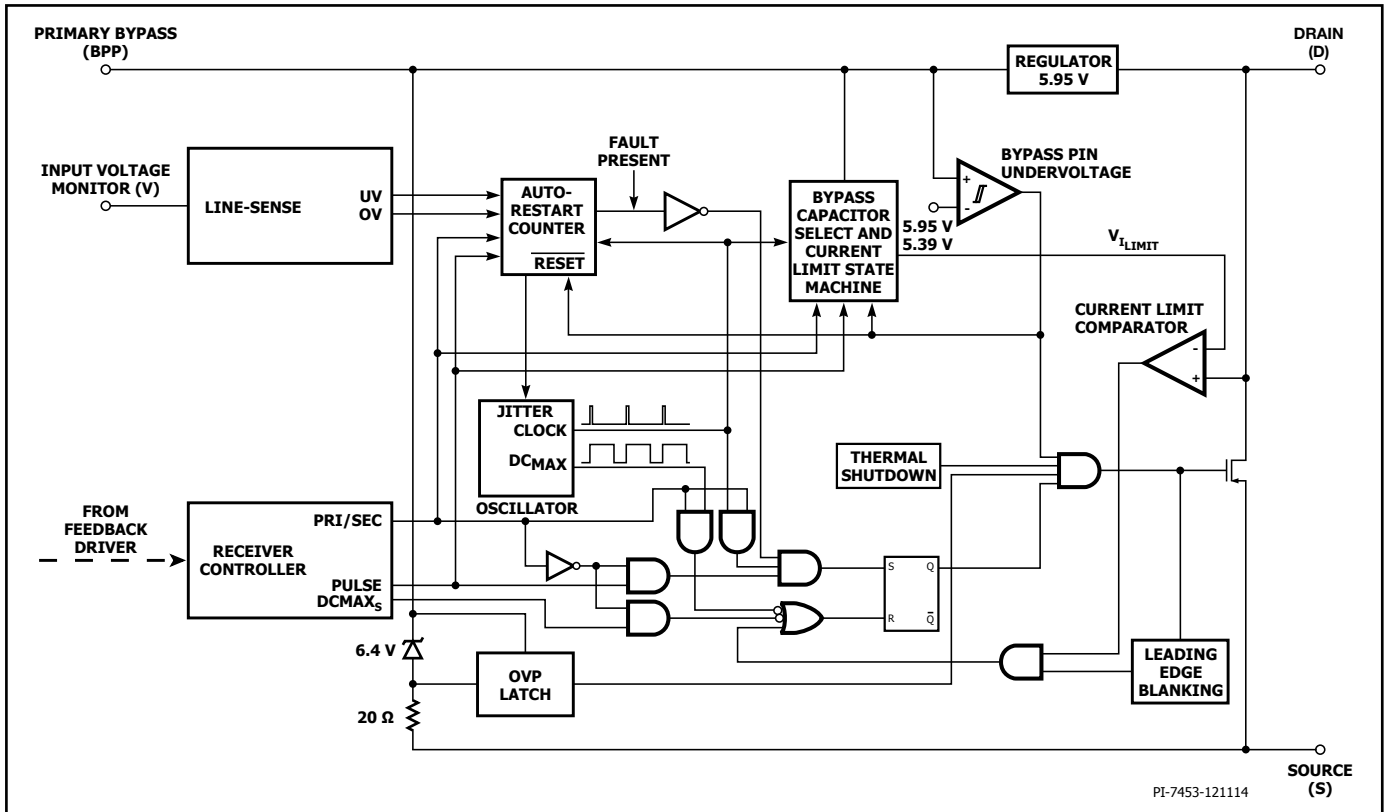 PRIMARY BYPASS
(BPP)
DRAIN
(D)
REGULATOR
5.95 V
INPUT VOLTAGE
MONITOR (V)
LINE-SENSE
UV
OV
FAULT
PRESENT
AUTO-
RESTART
COUNTER
RESET
BYPASS
CAPACITOR
SELECT AND
CURRENT
LIMIT STATE
MACHINE
BYPASS PIN
UNDERVOLTAGE
+
-
5.95 V
5.39 V
VILIMIT
CURRENT LIMIT
COMPARATOR
-
+
JITTER
CLOCK
DCMAX
OSCILLATOR
THERMAL
SHUTDOWN
FROM
FEEDBACK
DRIVER
RECEIVER
CONTROLLER
PRI/SEC
PULSE
DCMAXS
S Q
R Q
6.4 V
OVP
LATCH
LEADING
EDGE
BLANKING
20 Ω
SOURCE
(S)
PI-7453-121114